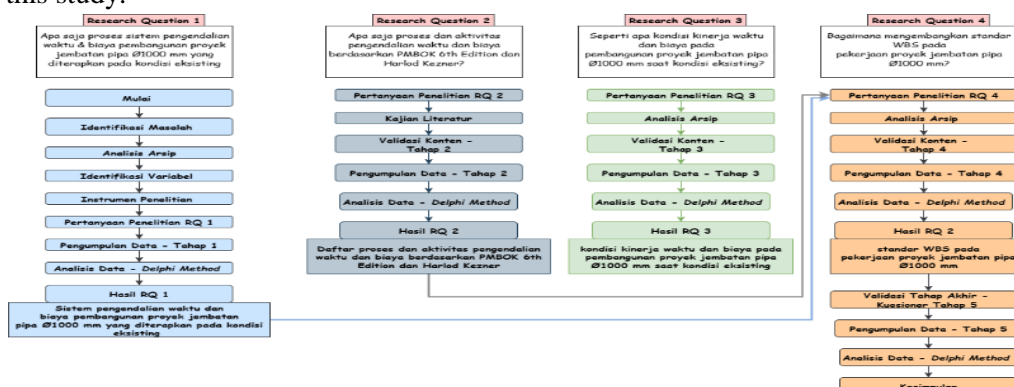 this study.
Research Question 1
Apa saja proses sistem pengendalian
waktu & biaya pembangunan proyek
jembatan pipa Ø1000 mm yang
diterapkan pada kondisi eksisting
Mulai
Identifikasi Masalah
Analisis Arsip
Identifikasi Variabel
Instrumen Penelitian
Pertanyaan Penelitian RQ 1
Pengumpulan Data - Tahap 1
Analisis Data - Delphi Method
Hasil RQ 1
Sistem pengendalian waktu dan
biaya pembangunan proyek jembatan
pipa Ø1000 mm yang diterapkan pada kondisi
eksisting
Research Question 2
Apa saja proses dan aktivitas
pengendalian waktu dan biaya
berdasarkan PMBOK 6th Edition dan
Harlod Kezner?
Pertanyaan Penelitian RQ 2
Kajian Literatur
Validasi Konten -
Tahap 2
Pengumpulan Data - Tahap 2
Analisis Data - Delphi Method
Hasil RQ 2
Daftar proses dan aktivitas pengendalian
waktu dan biaya berdasarkan PMBOK 6th
Edition dan Harlod Kezner
Research Question 3
Seperti apa kondisi kinerja waktu
dan biaya pada
pembangunan proyek jembatan pipa
Ø1000 mm saat kondisi eksisting?
Pertanyaan Penelitian RQ 3
Analisis Arsip
Validasi Konten -
Tahap 3
Pengumpulan Data - Tahap 3
Analisis Data - Delphi Method
Hasil RQ 3
kondisi kinerja waktu dan biaya pada
pembangunan proyek jembatan pipa
Ø1000 mm saat kondisi eksisting
Research Question 4
Bagaimana mengembangkan standar
WBS pada
pekerjaan proyek jembatan pipa
Ø1000 mm?
Pertanyaan Penelitian RQ 4
Analisis Arsip
Validasi Konten -
Tahap 4
Pengumpulan Data - Tahap 4
Analisis Data - Delphi Method
Hasil RQ 2
standar WBS pada
pekerjaan proyek jembatan pipa
Ø1000 mm
Validasi Tahap Akhir -
Kuesioner Tahap 5
Pengumpulan Data - Tahap 5
Analisis Data - Delphi Method
Kesimpulan